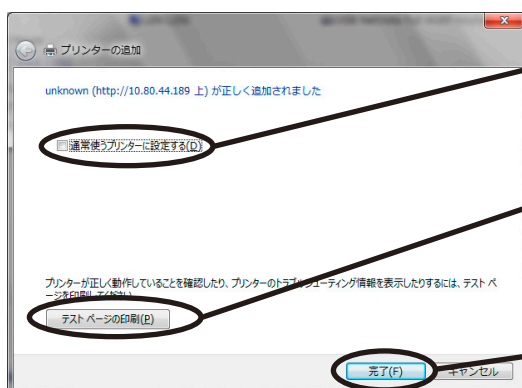 プリンターの追加
unknown (http://10.80.44.189 上) が正しく追加されました
通常使うプリンターに設定する(D)
プリンターが正しく動作していることを確認したり、プリンターのトラブルシューティング情報を表示したりするには、テスト ペ
ージを印刷してください。
テスト ページの印刷(P)
完了(F) キャンセル